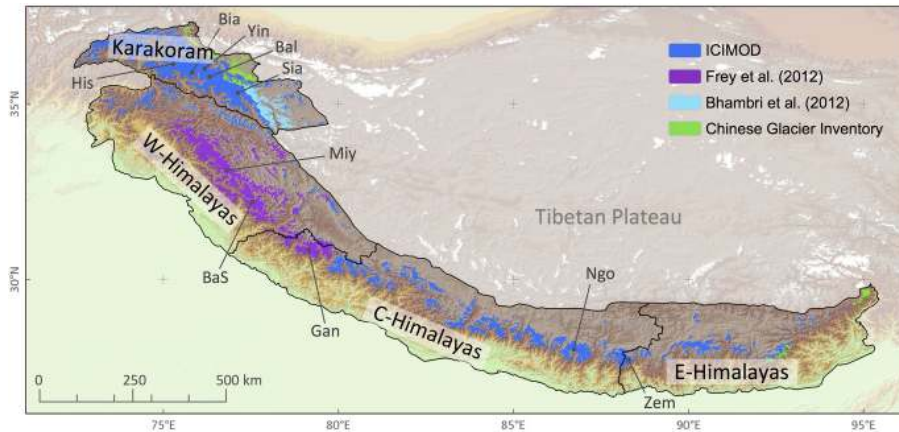 Bia
Yin
Bal
Karakoram
His
Sia
ICIMOD
Frey et al. (2012)
Bhambri et al. (2012)
Chinese Glacier Inventory
35°N
W-Himalayas
Miy
Tibetan Plateau
30°N
BaS
Gan
Ngo
C-Himalayas
E-Himalayas
Zem
0 250 500 km
75°E 80°E 85°E 90°E 95°E